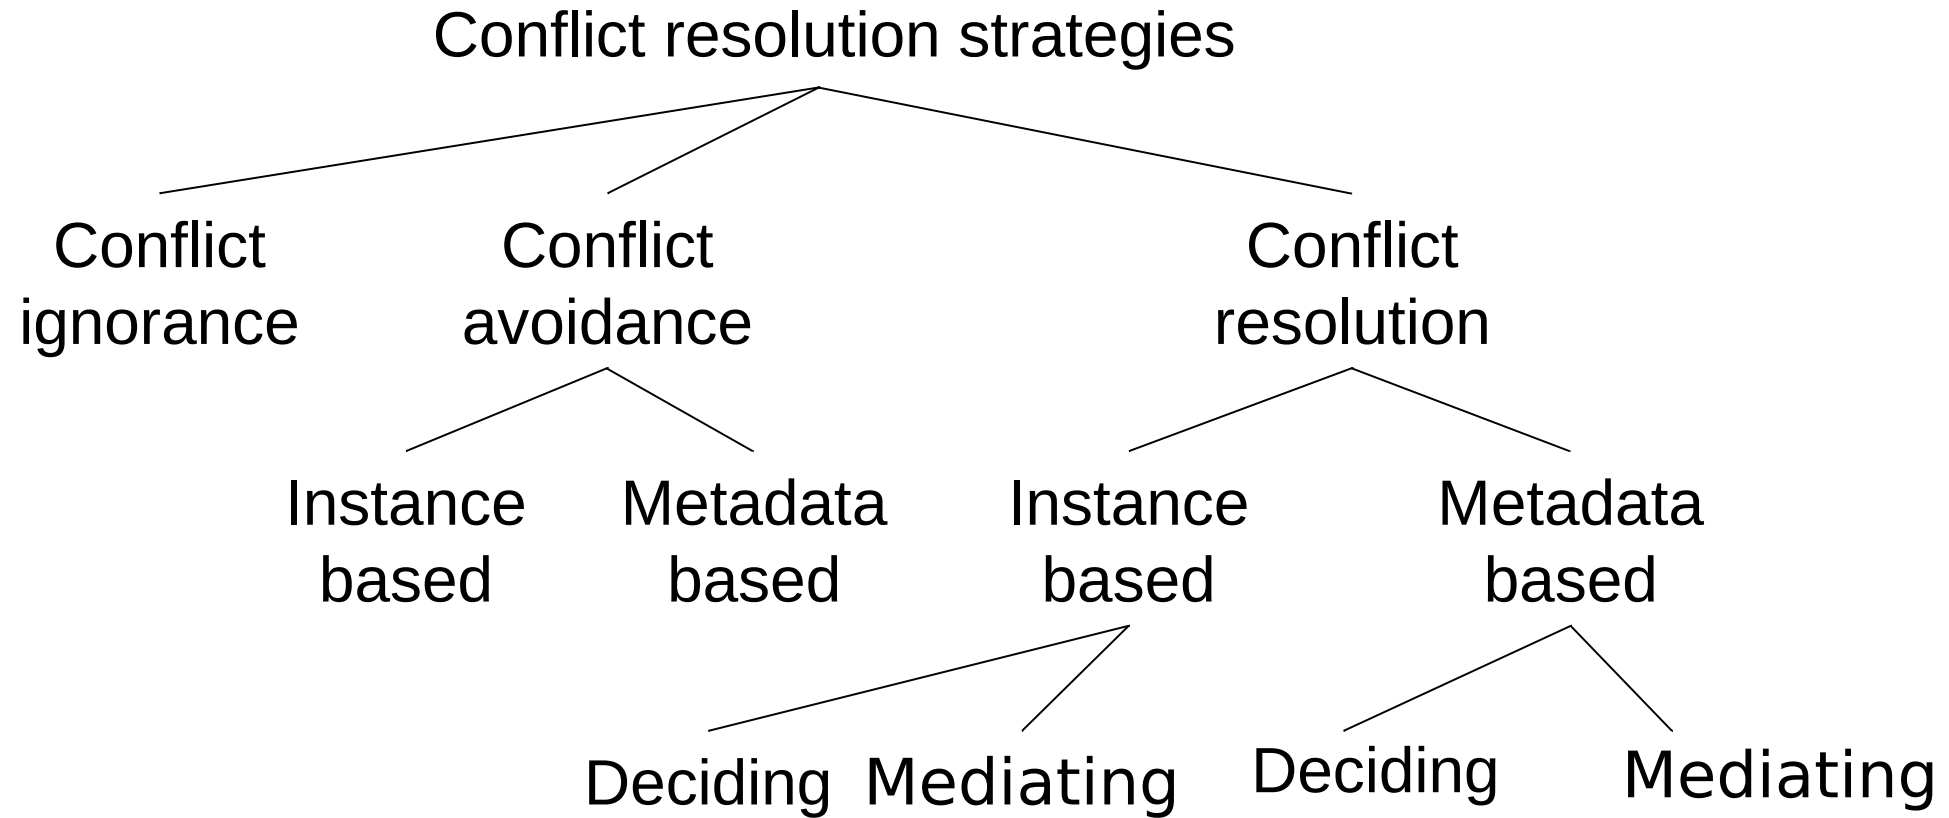 Conflict resolution strategies
Conflict
ignorance
Conflict
avoidance
Conflict
resolution
Instance
based
Metadata
based
Instance
based
Metadata
based
Deciding
Mediating
Deciding
Mediating